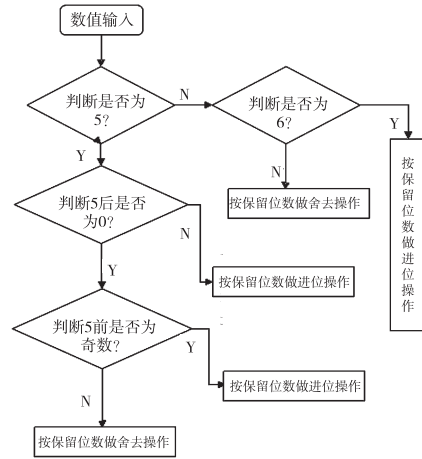 数值输入
判断是否为
5?
N
判断是否为
6?
Y
Y
N
按保留位数做进位操作
判断5后是否
为0?
按保留位数做舍去操作
N
Y
按保留位数做进位操作
判断5前是否为
奇数?
Y
按保留位数做进位操作
N
按保留位数做舍去操作